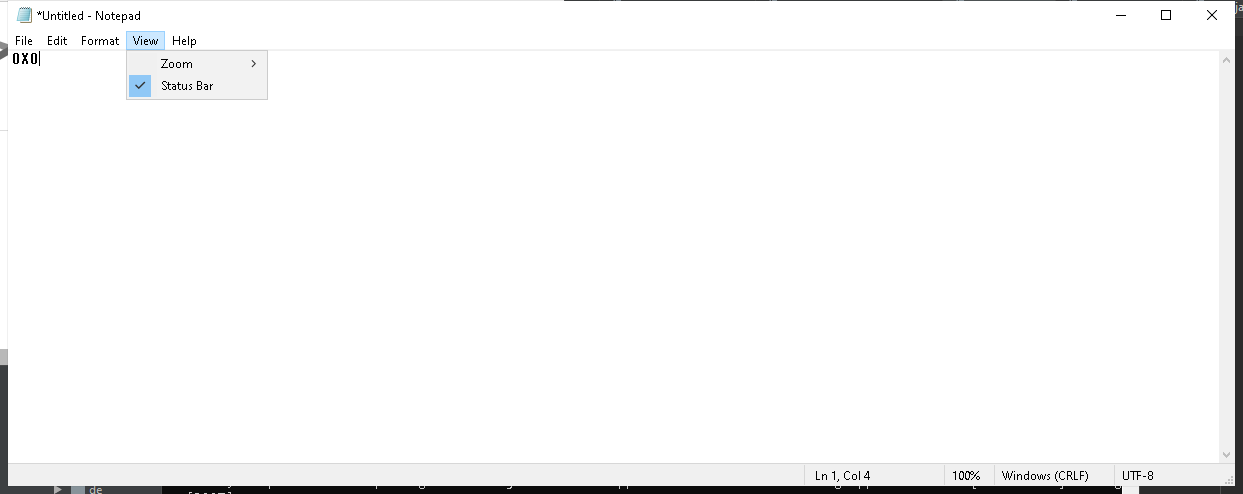 *Untitled - Notepad
File Edit Format View Help
OXO
Zoom
Status Bar
Ln 1, Col 4 100% Windows (CRLF) UTF-8
de